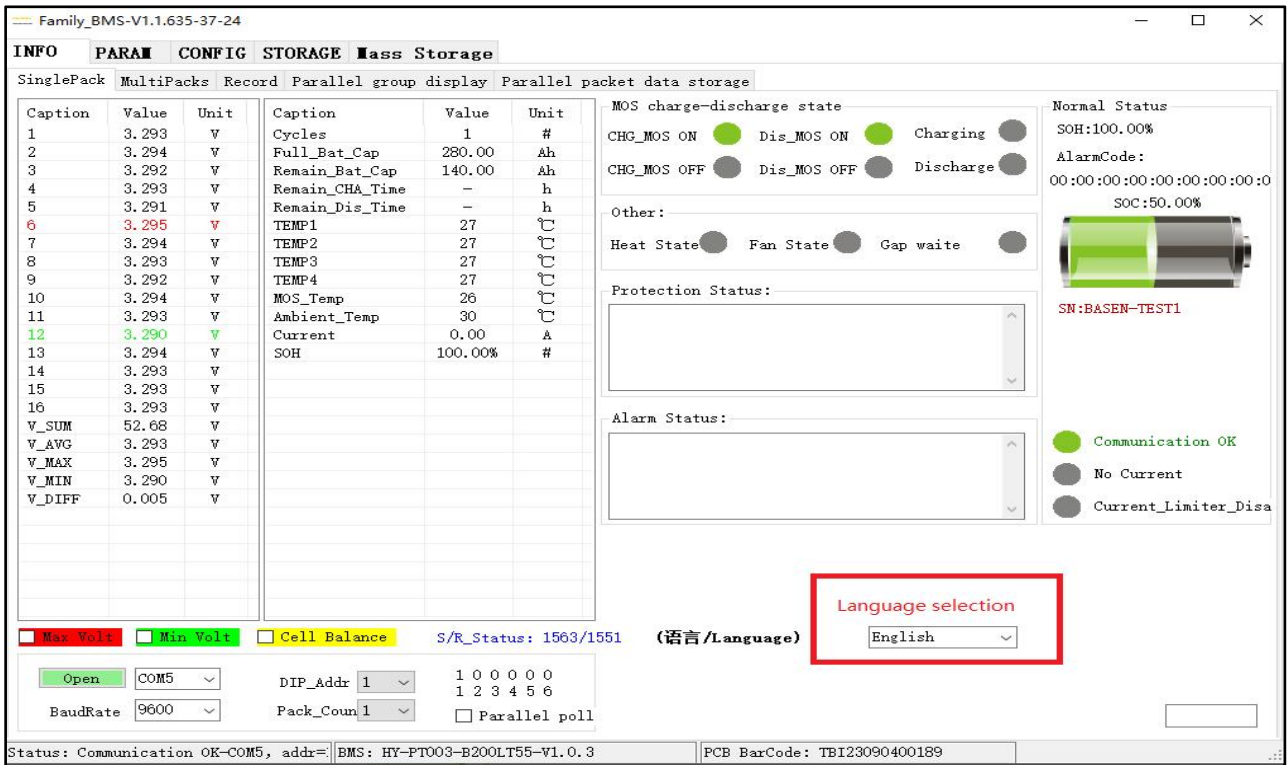 Family_BMS-V1.1.635-37-24
INFO PARAM CONFIG STORAGE Mass Storage
SinglePack MultiPacks Record Parallel group display Parallel packet data storage
Caption Value Unit
1 3.293 V
2 3.294 V
3 3.292 V
4 3.293 V
5 3.291 V
6 3.295 V
7 3.294 V
8 3.293 V
9 3.292 V
10 3.294 V
11 3.293 V
12 3.290 V
13 3.294 V
14 3.293 V
15 3.293 V
16 3.293 V
V_SUM 52.68 V
V_AVG 3.293 V
V_MAX 3.295 V
V_MIN 3.290 V
V_DIFF 0.005 V
Caption Value Unit
Cycles 1 #
Full_Bat_Cap 280.00 Ah
Remain_Bat_Cap 140.00 Ah
Remain_CHA_Time – h
Remain_Dis_Time – h
TEMP1 27 ℃
TEMP2 27 ℃
TEMP3 27 ℃
TEMP4 27 ℃
MOS_Temp 26 ℃
Ambient_Temp 30 ℃
Current 0.00 A
SOH 100.00% #
MOS charge-discharge state
CHG_MOS ON Dis_MOS ON Charging
CHG_MOS OFF Dis_MOS OFF Discharge
Other:
Heat State Fan State Gap waite
Protection Status:
Alarm Status:
Normal Status
SOH:100.00%
AlarmCode:
00:00:00:00:00:00:00:00:0
SOC:50.00%
SN:BASEN-TEST1
Communication OK
No Current
Current_Limiter_Disa
Language selection
Max Volt Min Volt Cell Balance S/R_Status: 1563/1551 (语言/Language) English
Open COM5 DIP_Addr 1 1 0 0 0 0 0
1 2 3 4 5 6
BaudRate 9600 Pack_Coun 1 Parallel poll
Status: Communication OK-COM5, addr= BMS: HY-PT003-B200LT55-V1.0.3 PCB BarCode: TBI23090400189